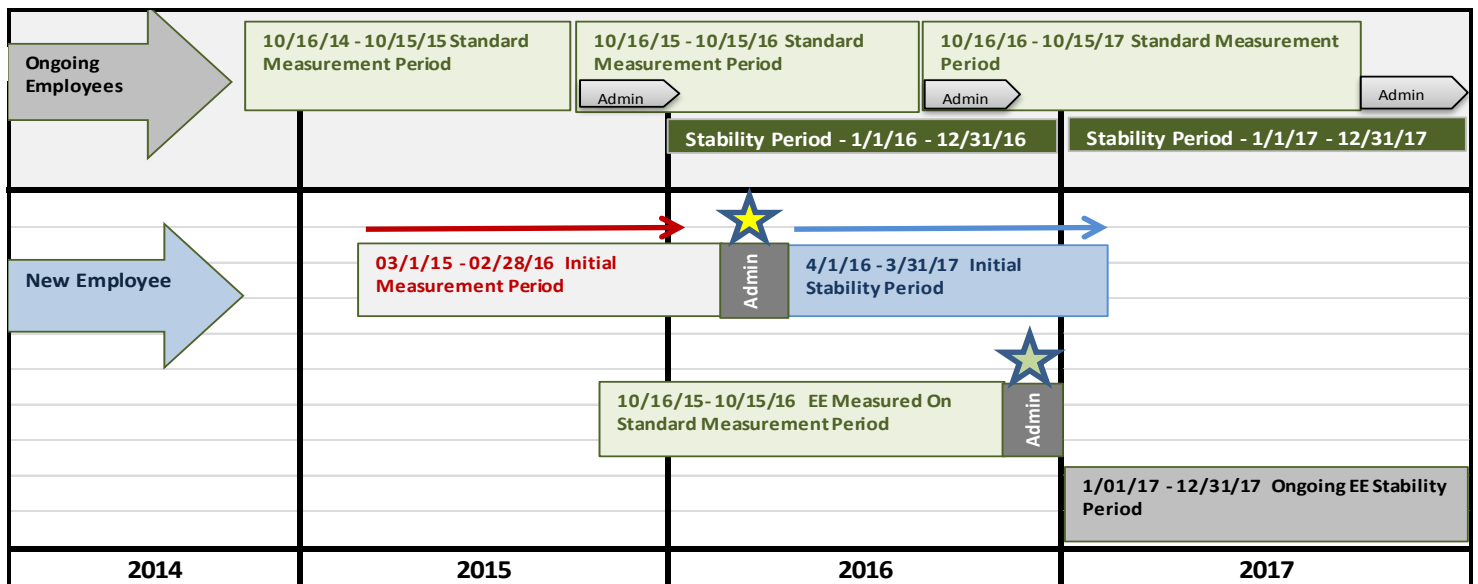 Ongoing
Employees
10/16/14 - 10/15/15 Standard
Measurement Period
10/16/15 - 10/15/16 Standard
Measurement Period
Admin
10/16/16 - 10/15/17 Standard Measurement
Period
Admin
Admin
Stability Period - 1/1/16 - 12/31/16
Stability Period - 1/1/17 - 12/31/17
New Employee
03/1/15 - 02/28/16 Initial
Measurement Period
Admin
4/1/16 - 3/31/17 Initial
Stability Period
10/16/15- 10/15/16 EE Measured On
Standard Measurement Period
Admin
1/01/17 - 12/31/17 Ongoing EE Stability
Period
2014
2015
2016
2017